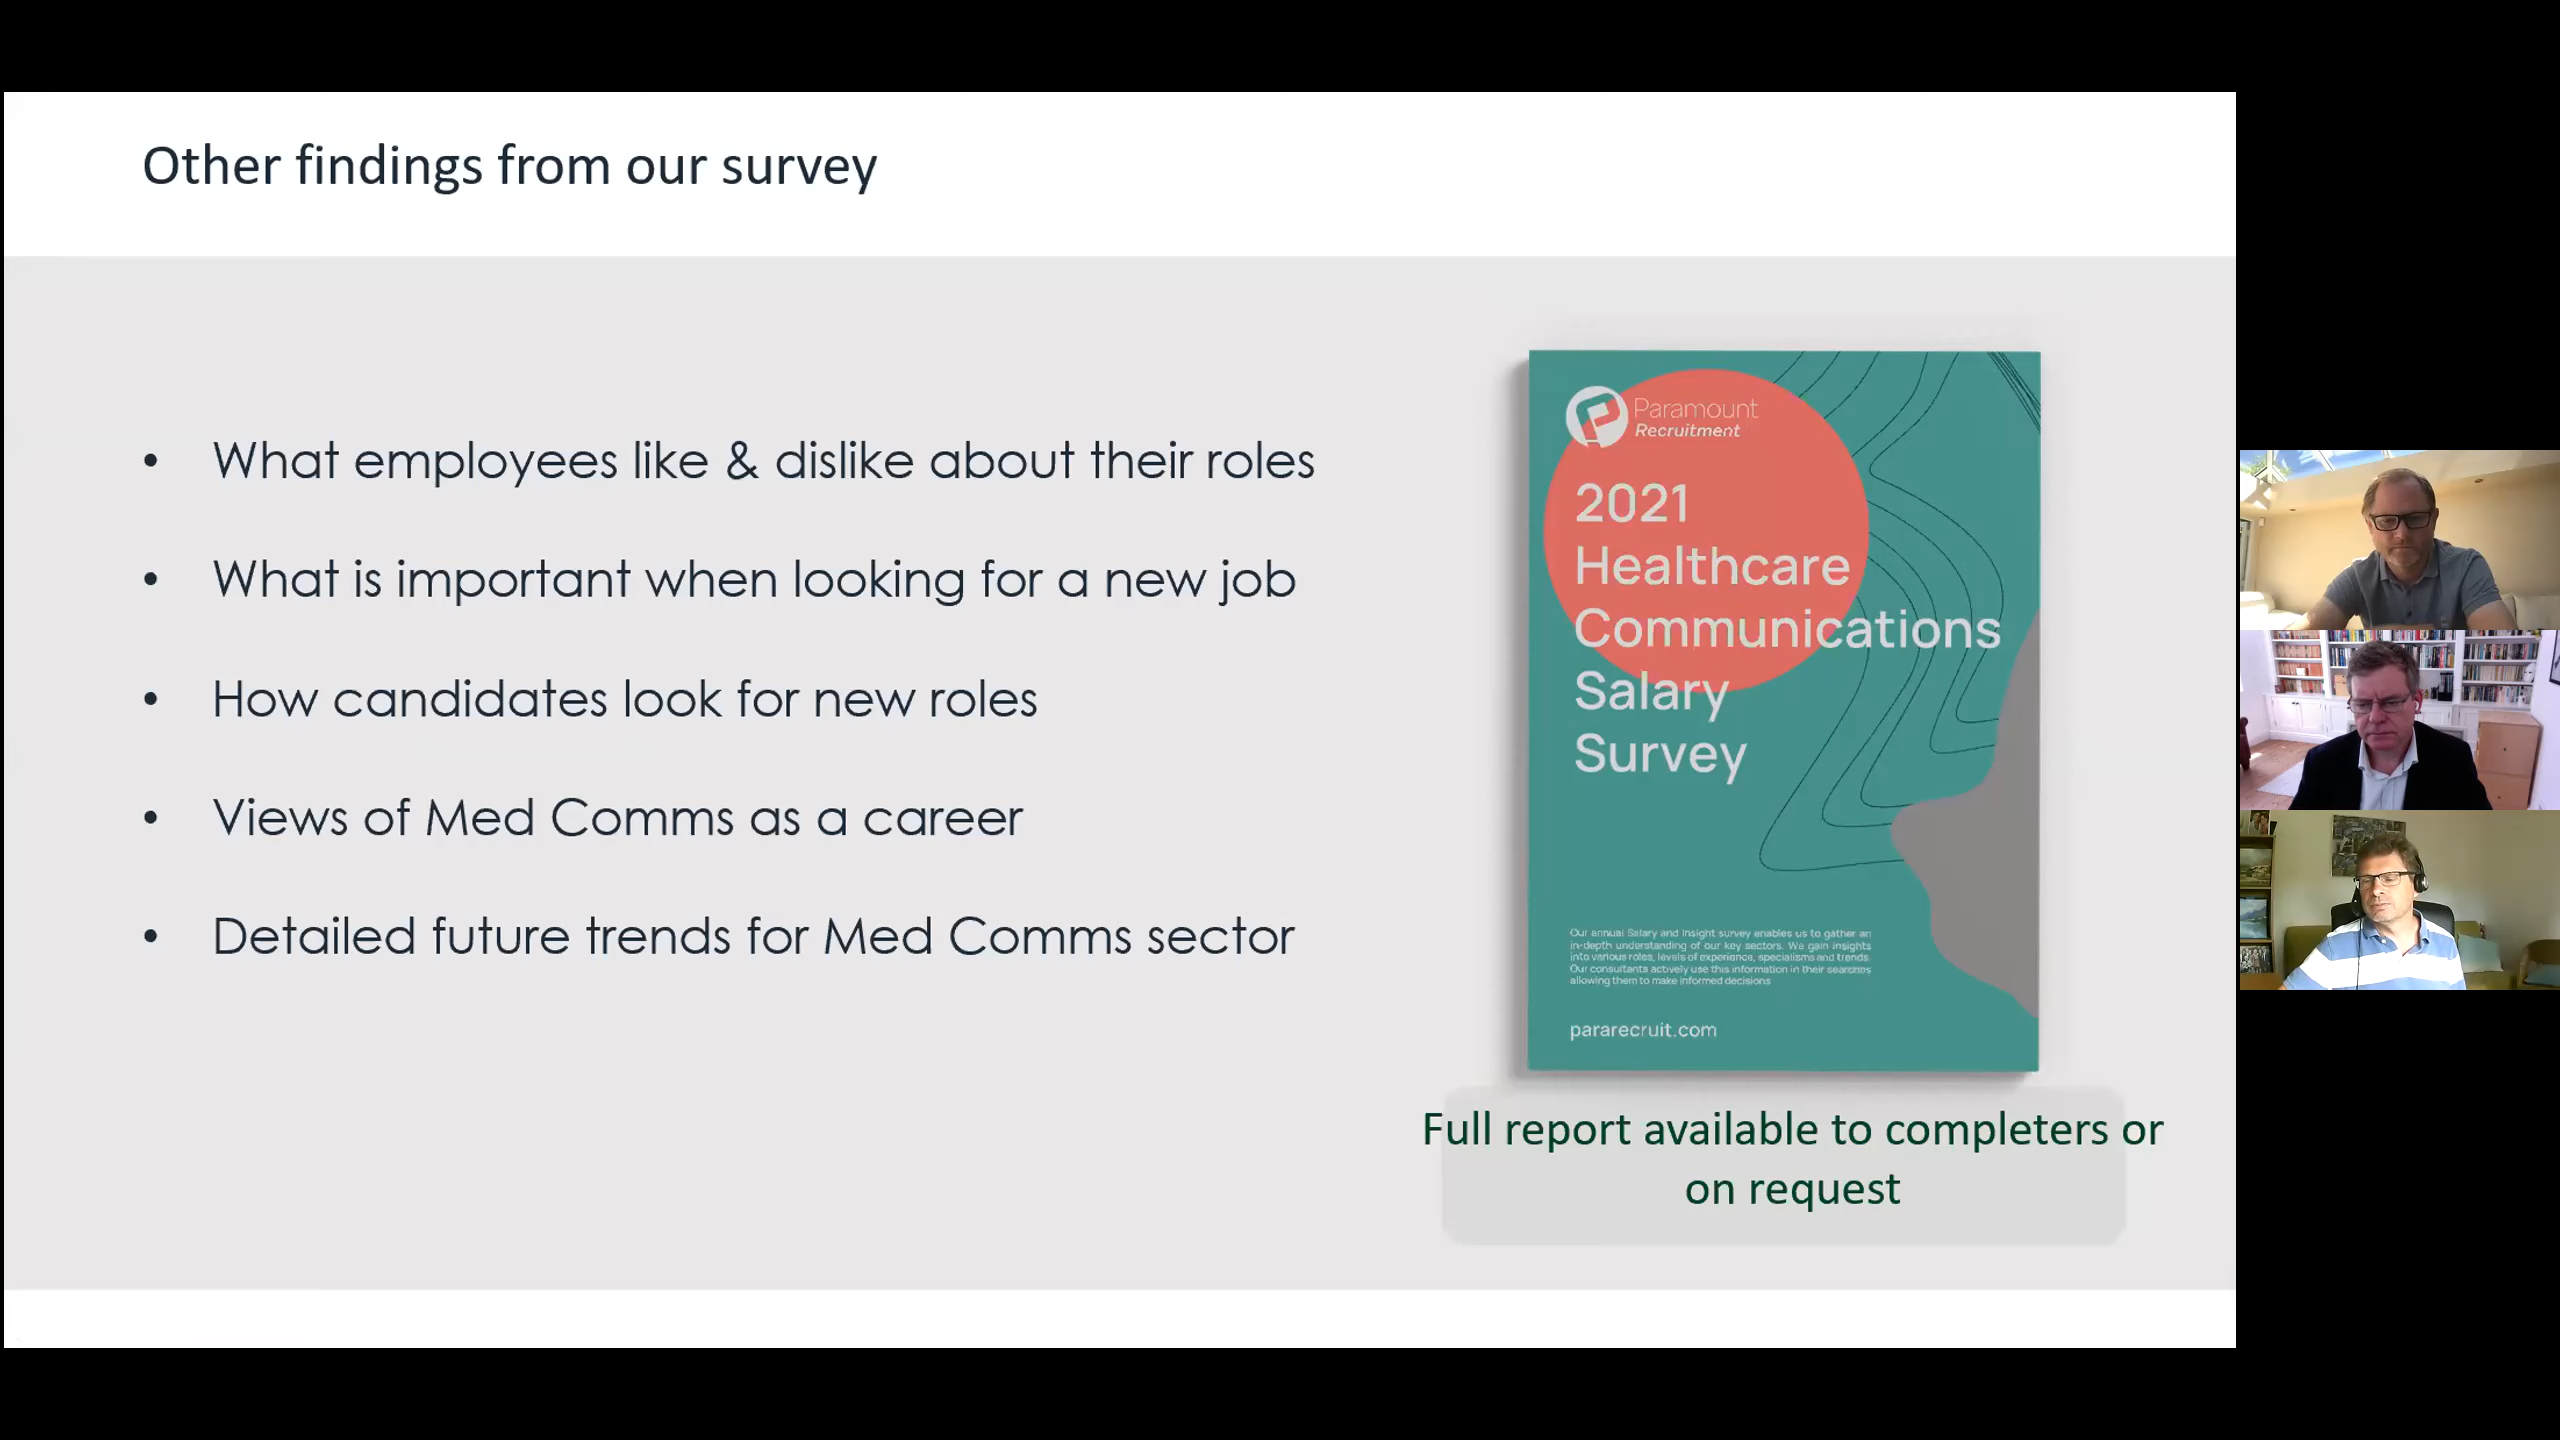 Other findings from our survey
• What employees like & dislike about their roles
• What is important when looking for a new job
• How candidates look for new roles
• Views of Med Comms as a career
• Detailed future trends for Med Comms sector
Paramount
Recruitment
2021
Healthcare
Communications
Salary
Survey
Our annual Salary and Insight survey enables us to gather an
in-depth understanding of our key sectors. We gain insights
into various roles, levels of experience, specialisms and trends.
Our consultants actively use this information in their searches
allowing them to make informed decisions
pararecruit.com
Full report available to completers or
on request